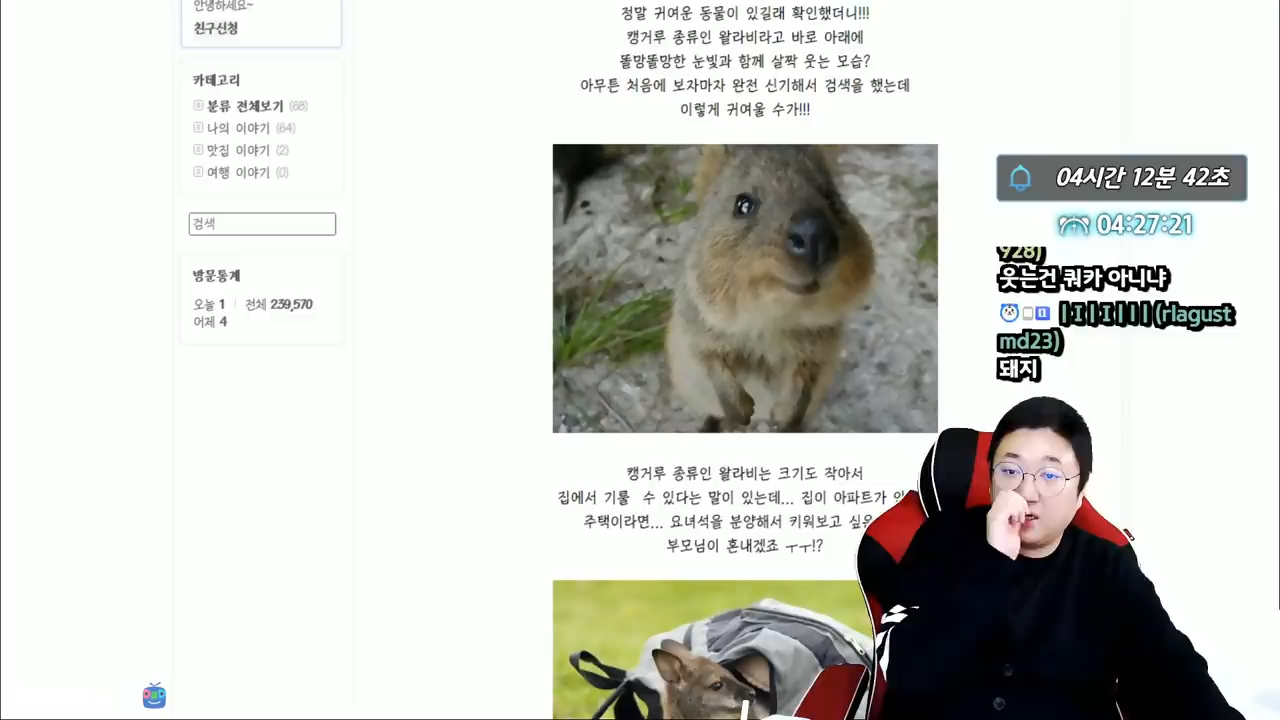 안녕하세요~
친구신청
카테고리
분류 전체보기 (68)
나의 이야기 (64)
맛집 이야기 (2)
여행 이야기 (0)
검색
방문통계
오늘 1 전체 239,570
어제 4
정말 귀여운 동물이 있길래 확인했더니!!!
캥거루 종류인 왈라비라고 바로 아래에
똘망똘망한 눈빛과 함께 살짝 웃는 모습?
아무튼 처음에 보자마자 완전 신기해서 검색을 했는데
이렇게 귀여울 수가!!!
캥거루 종류인 왈라비는 크기도 작아서
집에서 기룰 수 있다는 말이 있는데... 집이 아파트가
주택이라면... 요녀석을 분양해서 키워보고
부모님이 혼내겠죠 ㅜㅜ!?
04시간 12분 42초
04:27:21
928)
웃는건 쿼카 아니냐
(rlagust
md23)
돼지